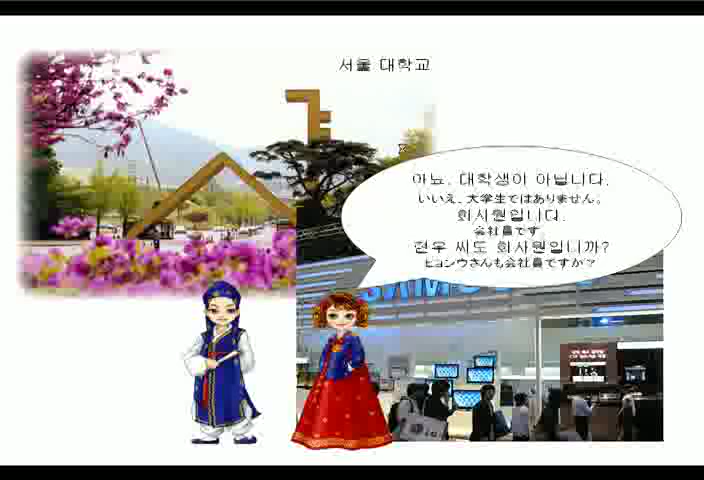 서울 대학교
아뇨, 대학생이 아닙니다.
いいえ、大学生ではありません。
회사원입니다.
会社員です。
현우 씨도 회사원입니까?
ヒョンウさんも会社員ですか?